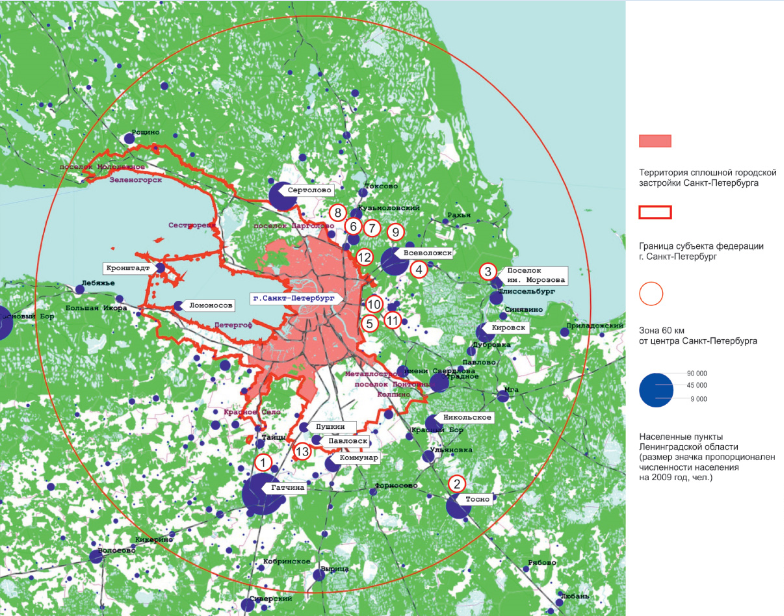 Рощино
поселок Молодежное
Зеленогорск
Сертолово
Токсово
Кузьмоловский
Рахья
8
6
7
9
Сестрорецк
поселок Парголово
12
Всеволожск
4
3
Поселок
им. Морозова
Кронштадт
Лебяжье
Большая Ижора
Ломоносов
г.Санкт-Петербург
Шлиссельбург
Синявино
10
5
11
Петергоф
Кировск
Приладожский
Дубровка
Павлово
Металлострой
имени Свердлова
поселок Понтонный
Отрадное
Колпино
Мга
Красное Село
Никольское
Пушкин
Красный Бор
Тайцы
Павловск
13
Ульяновка
Коммунар
1
2
Гатчина
Форносово
Тосно
Кикерино
Волосово
Кобринское
Вырица
Рябово
Сиверский
Любань
Территория сплошной городской
застройки Санкт-Петербурга
Граница субъекта федерации
г. Санкт-Петербург
Зона 60 км
от центра Санкт-Петербурга
90 000
45 000
9 000
Населенные пункты
Ленинградской области
(размер значка пропорционален
численности населения
на 2009 год, чел.)